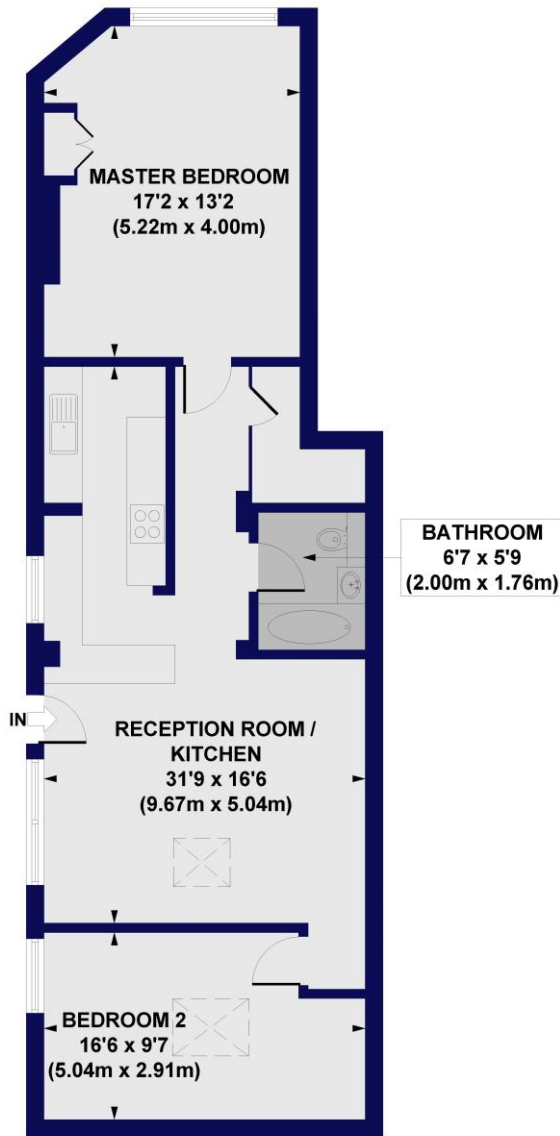 MASTER BEDROOM
17'2 x 13'2
(5.22m x 4.00m)
BATHROOM
6'7 x 5'9
(2.00m x 1.76m)
IN
RECEPTION ROOM /
KITCHEN
31'9 x 16'6
(9.67m x 5.04m)
BEDROOM 2
16'6 x 9'7
(5.04m x 2.91m)